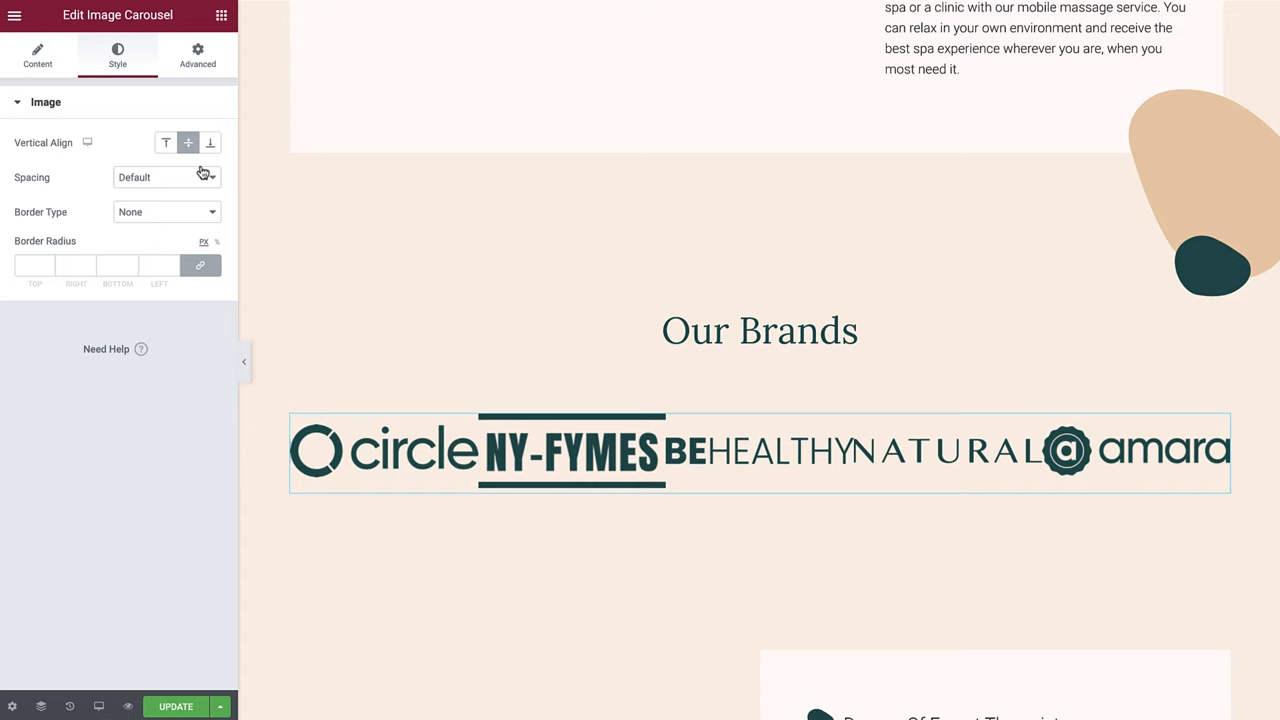 Edit Image Carousel
Content
Style
Advanced
Image
Vertical Align
Spacing
Default
Border Type
None
Border Radius
PX %
TOP RIGHT BOTTOM LEFT
Need Help ?
UPDATE
spa or a clinic with our mobile massage service. You
can relax in your own environment and receive the
best spa experience wherever you are, when you
most need it.
Our Brands
circle
NY-FYMES
BEHEALTHY
NATURAL
a amara